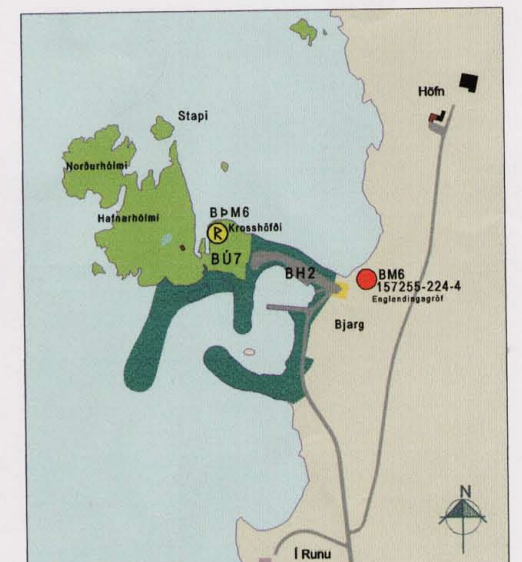 Höfn
Stapi
Norðurhólmi
Hafnarhólmi
BÞM6
R
Krosshöfði
BÚ7
BH2
BM6
157255-224-4
Englendingagröf
Bjarg
N
Í Runu